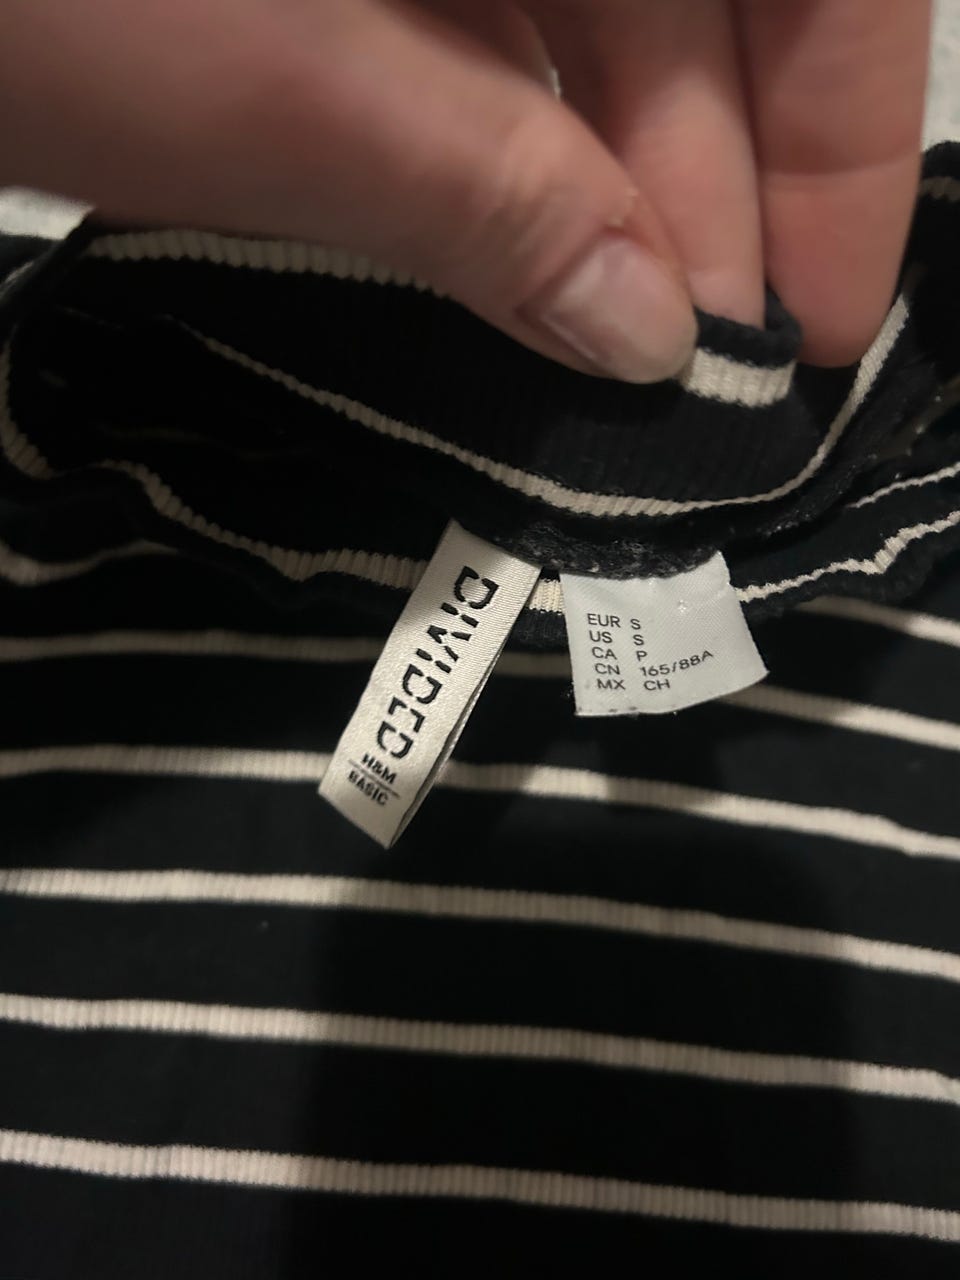 DIVIDED
H&M
BASIC
EUR S
US S
CA P
CN 165/88A
MX CH